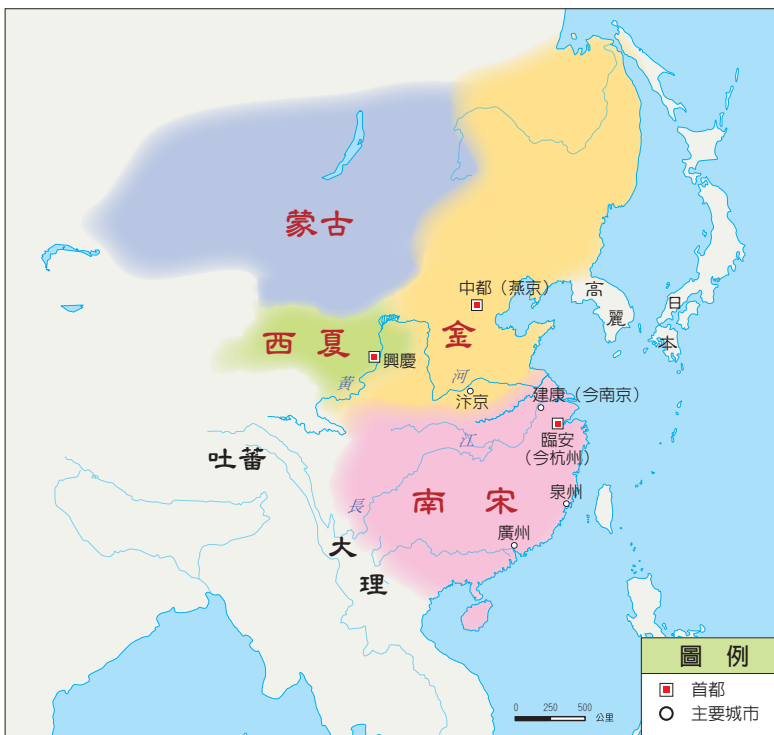 蒙古
中都（燕京）
高
麗
日
本
西夏
金
興慶
黃
河
汴京
建康（今南京）
江
臨安
（今杭州）
吐蕃
長
南宋
泉州
廣州
大
理
圖例
首都
主要城市
0 250 500 公里